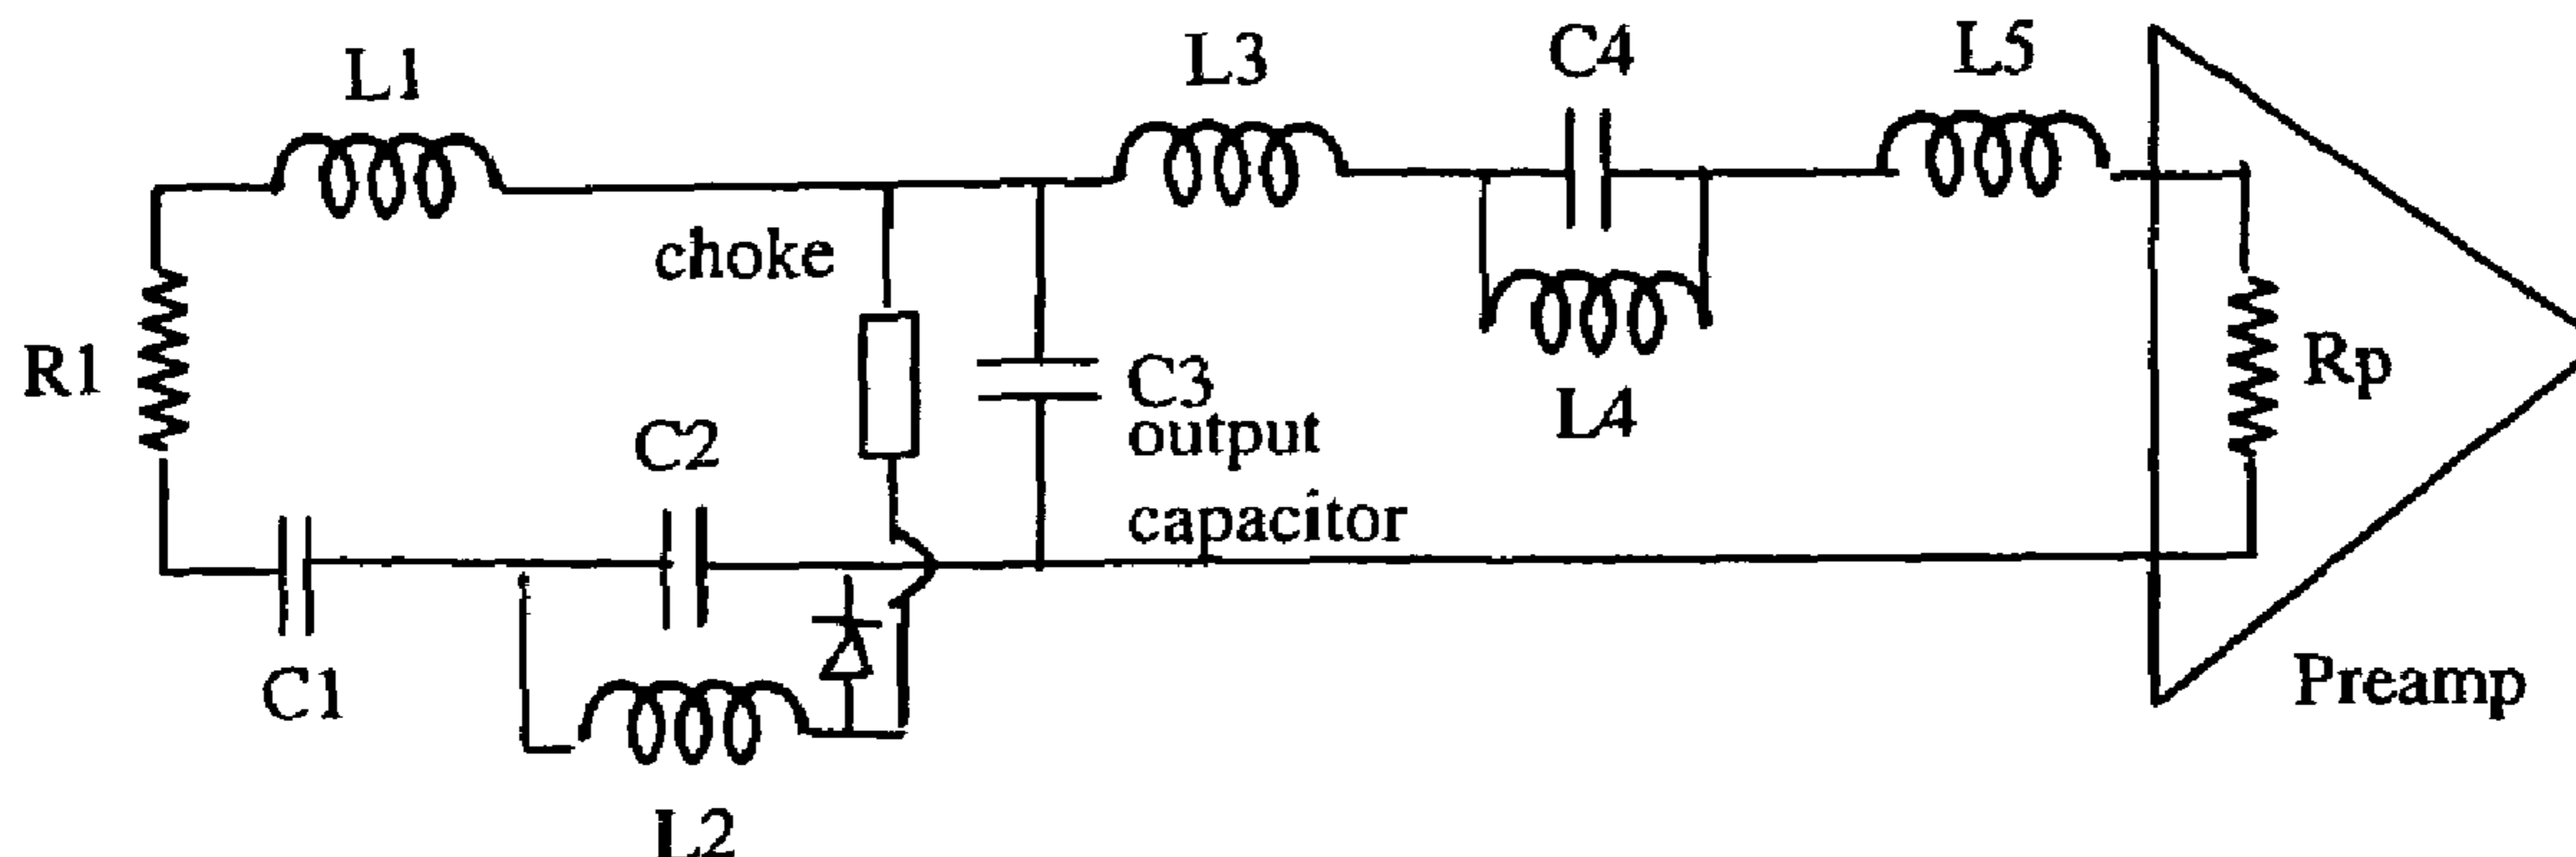 L1
L3
C4
L5
choke
R1
C3
output
capacitor
C2
L4
Rp
C1
L2
Preamp